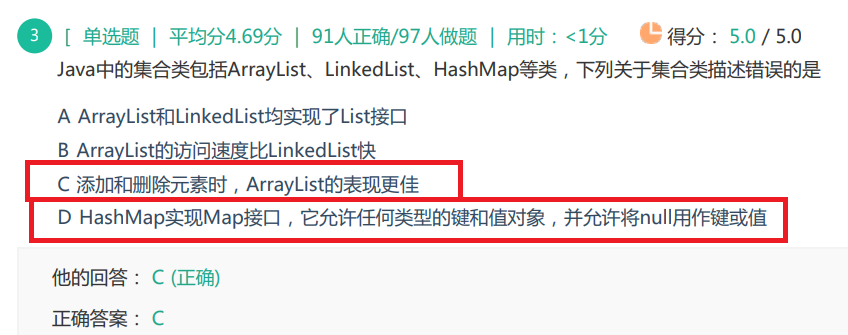 3 [ 单选题 | 平均分4.69分 | 91人正确/97人做题 | 用时：<1分 得分： 5.0 / 5.0
Java中的集合类包括ArrayList、LinkedList、HashMap等类，下列关于集合类描述错误的是
A ArrayList和LinkedList均实现了List接口
B ArrayList的访问速度比LinkedList快
C 添加和删除元素时，ArrayList的表现更佳
D HashMap实现Map接口，它允许任何类型的键和值对象，并允许将null用作键或值
他的回答： C (正确)
正确答案： C